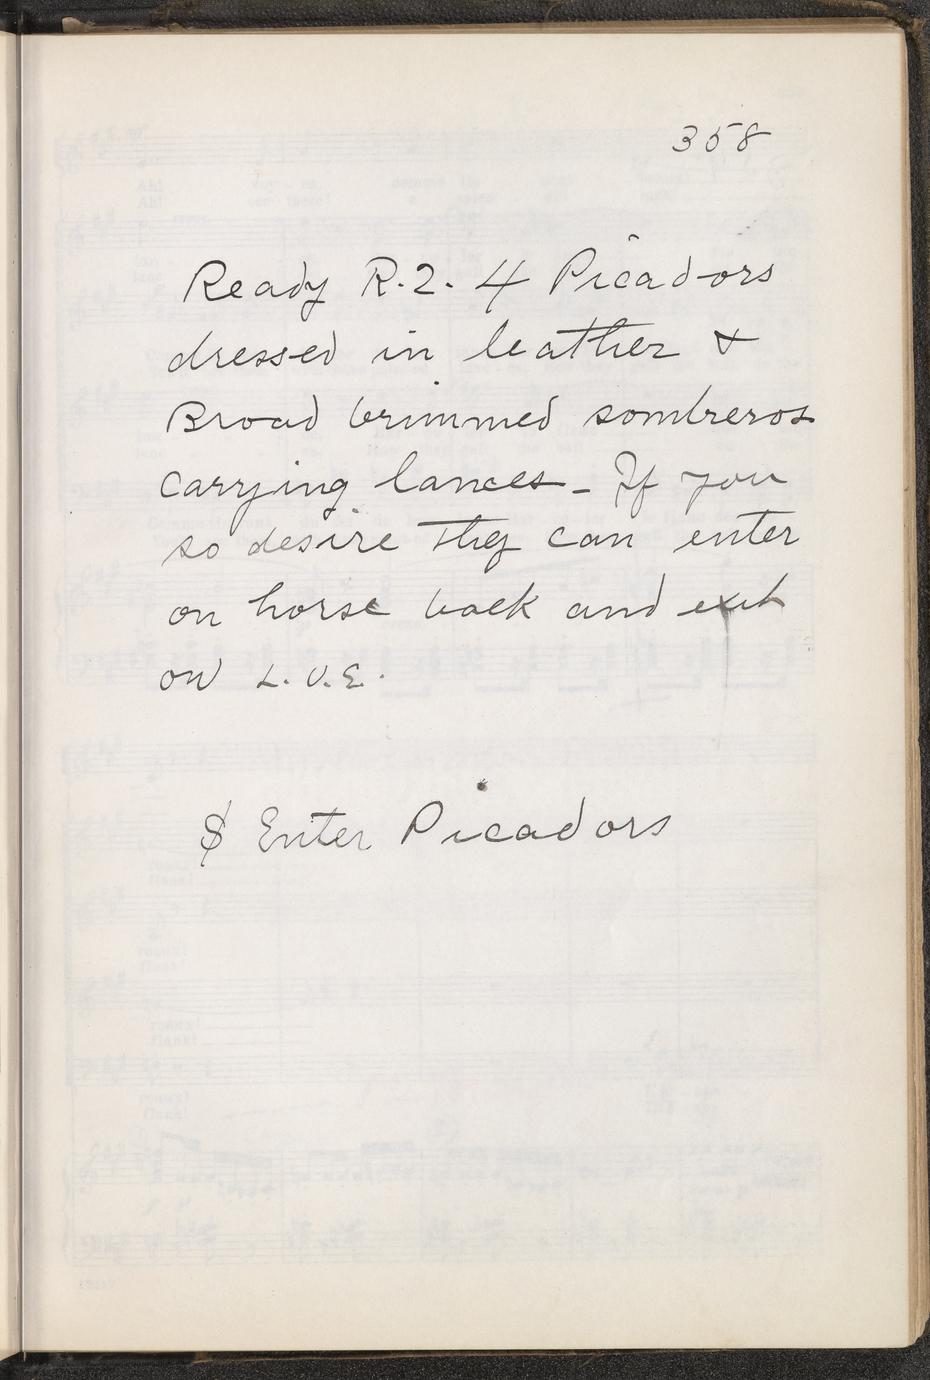 358
Ready R.2. 4 Picadors
dressed in leather &
Broad brimmed sombreros
carrying lances - If you
so desire they can enter
on horse back and exit
on L.U.E.
Enter Picadors